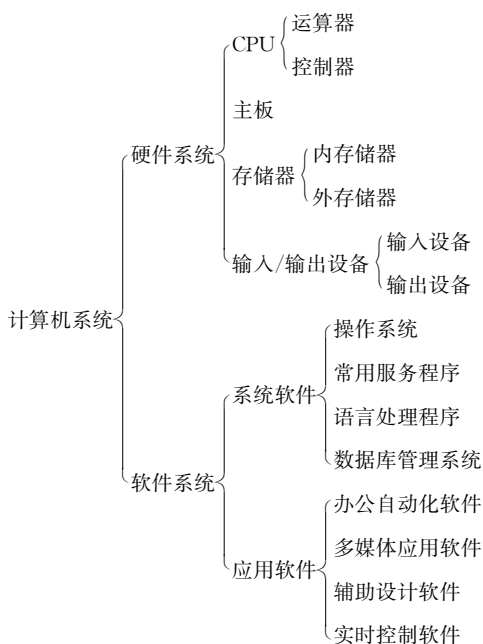 计算机系统
硬件系统
CPU
运算器
控制器
主板
存储器
内存储器
外存储器
输入/输出设备
输入设备
输出设备
软件系统
系统软件
操作系统
常用服务程序
语言处理程序
数据库管理系统
应用软件
办公自动化软件
多媒体应用软件
辅助设计软件
实时控制软件